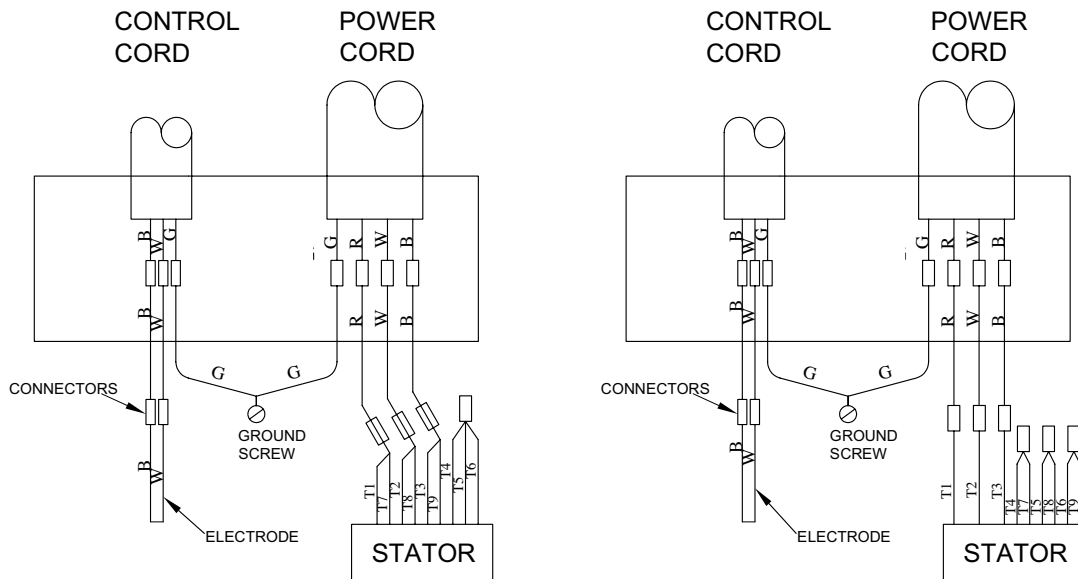 CONTROL
CORD
POWER
CORD
B
W
G
G
R
W
B
B
W
R
W
B
G
G
CONNECTORS
GROUND
SCREW
B
W
ELECTRODE
T1
T7
T2
T8
T3
T9
T4
T5
T6
STATOR
CONTROL
CORD
POWER
CORD
B
W
G
G
R
W
B
B
W
R
W
B
G
G
CONNECTORS
GROUND
SCREW
B
W
ELECTRODE
T1
T2
T3
T4
T7
T5
T8
T6
T9
STATOR